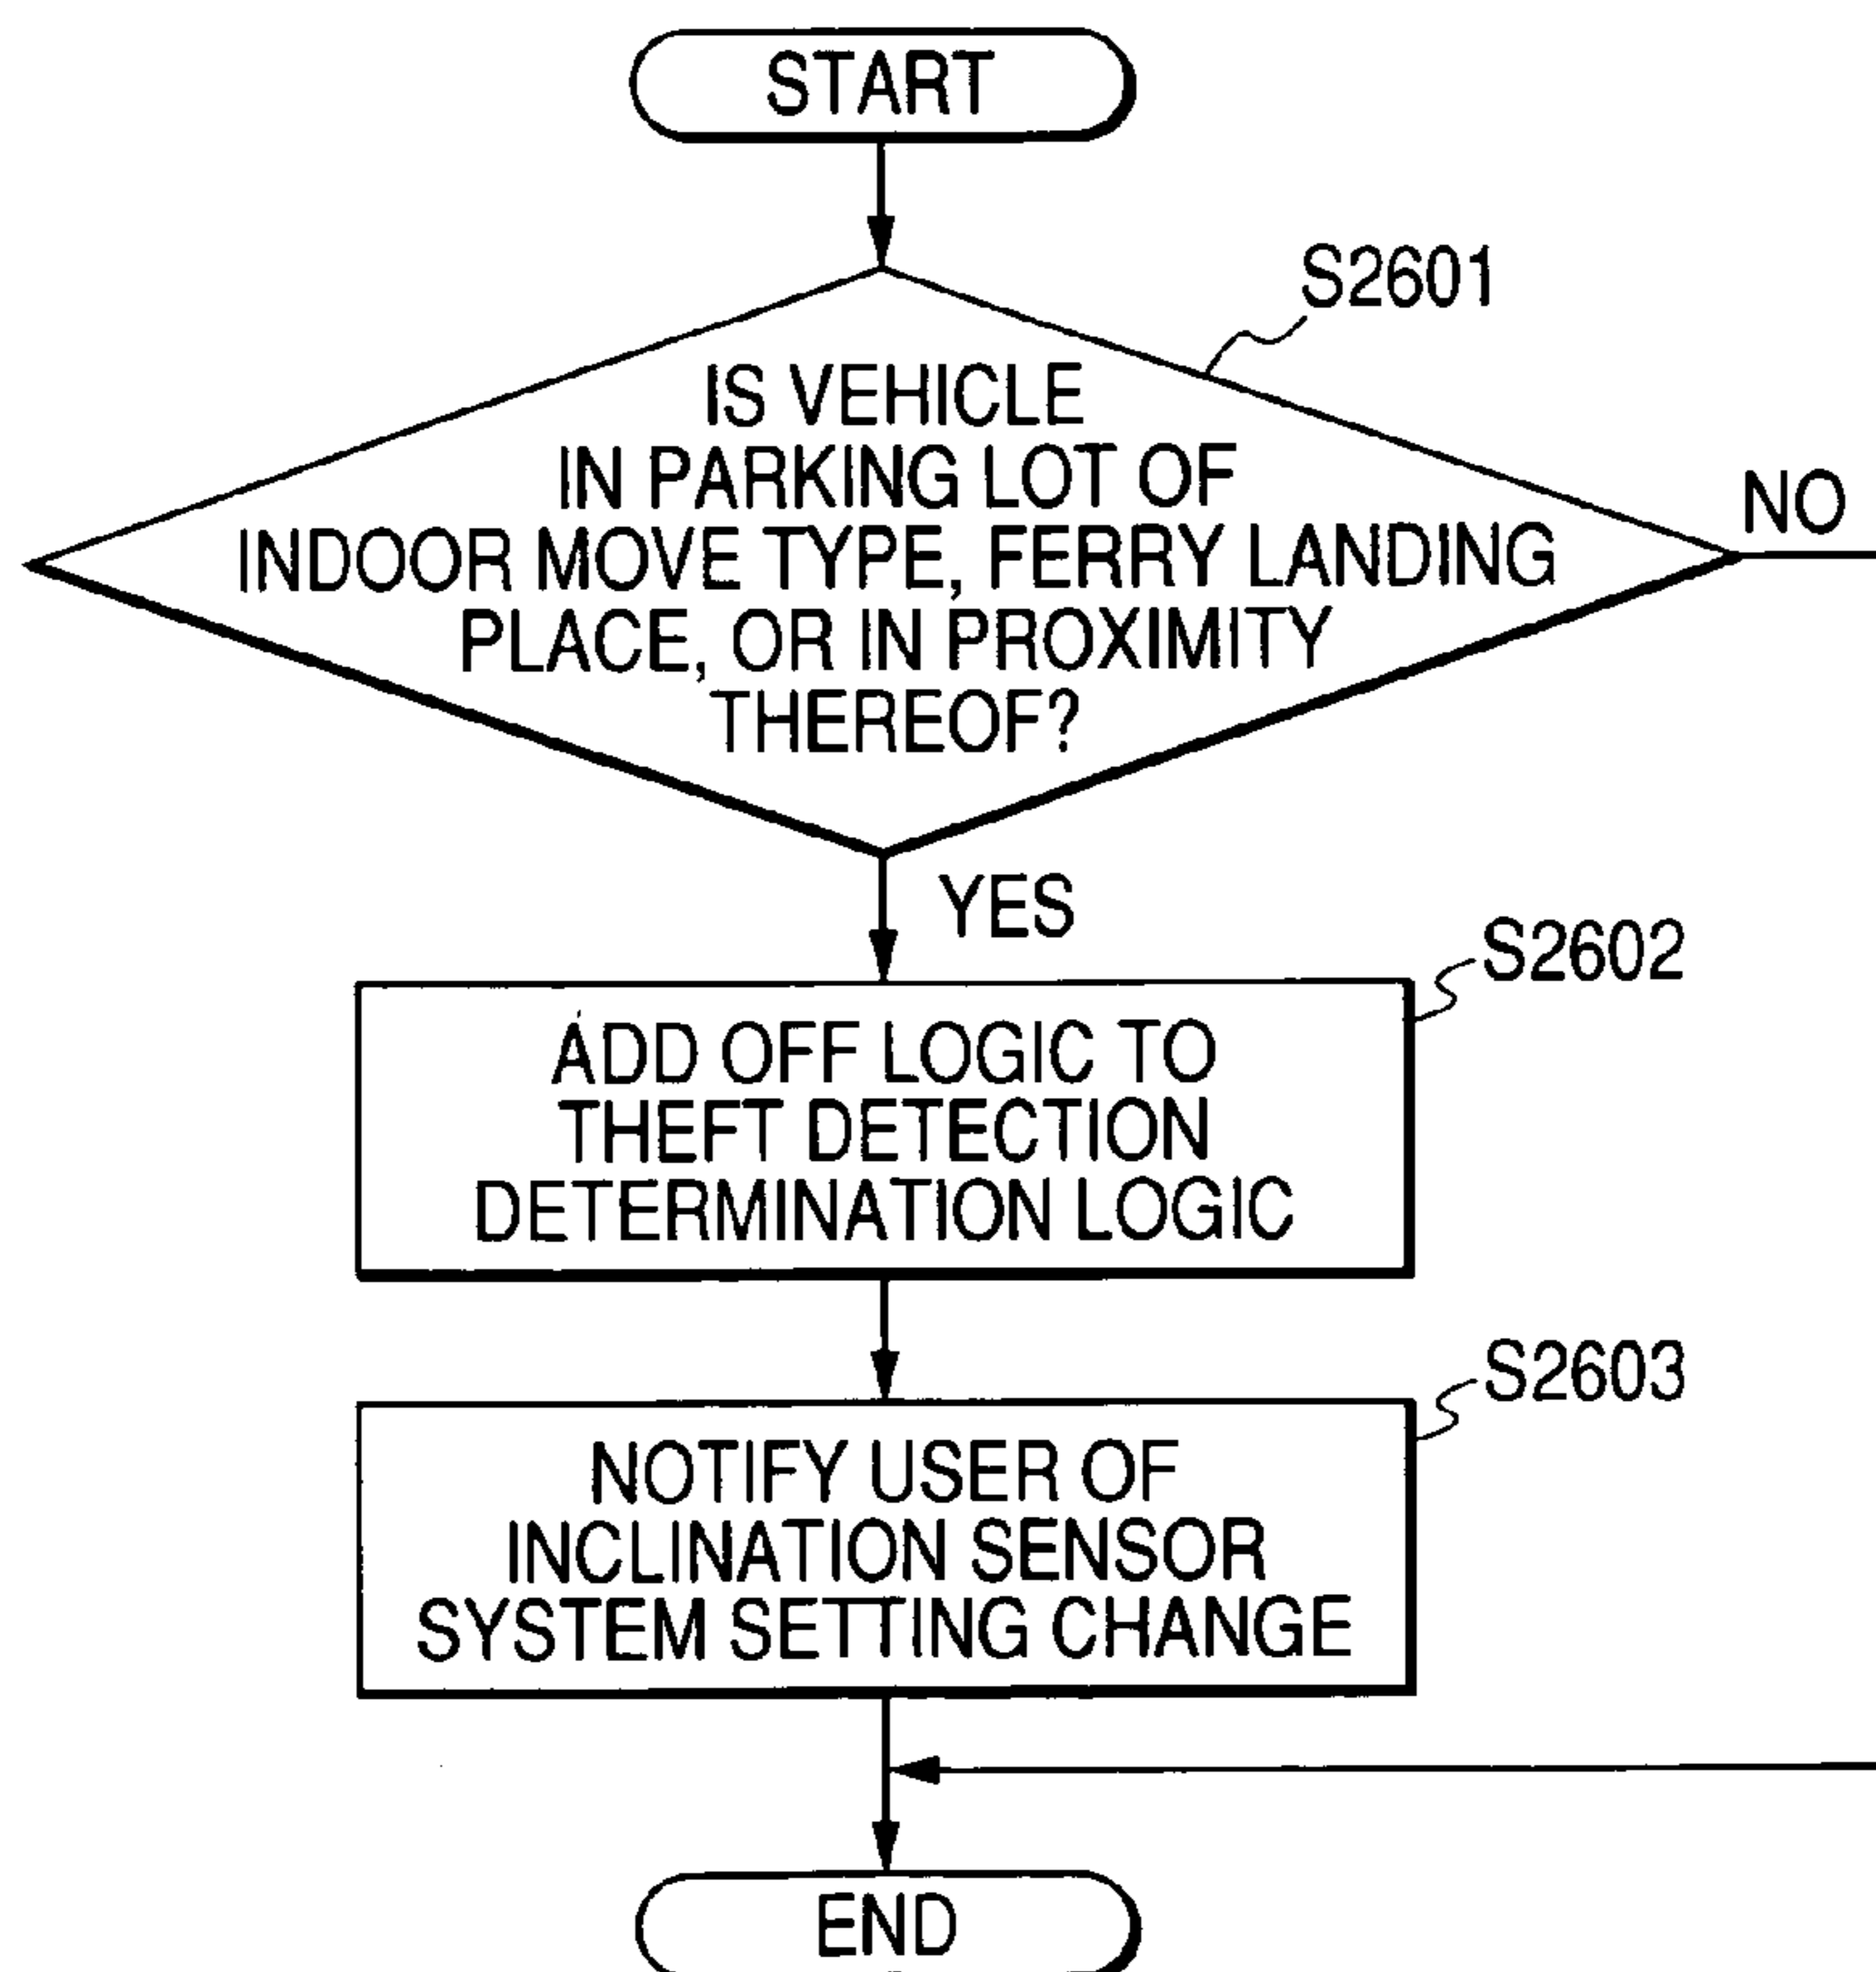 START
S2601
IS VEHICLE
IN PARKING LOT OF
INDOOR MOVE TYPE, FERRY LANDING
PLACE, OR IN PROXIMITY
THEREOF?
NO
YES
S2602
ADD OFF LOGIC TO
THEFT DETECTION
DETERMINATION LOGIC
S2603
NOTIFY USER OF
INCLINATION SENSOR
SYSTEM SETTING CHANGE
END